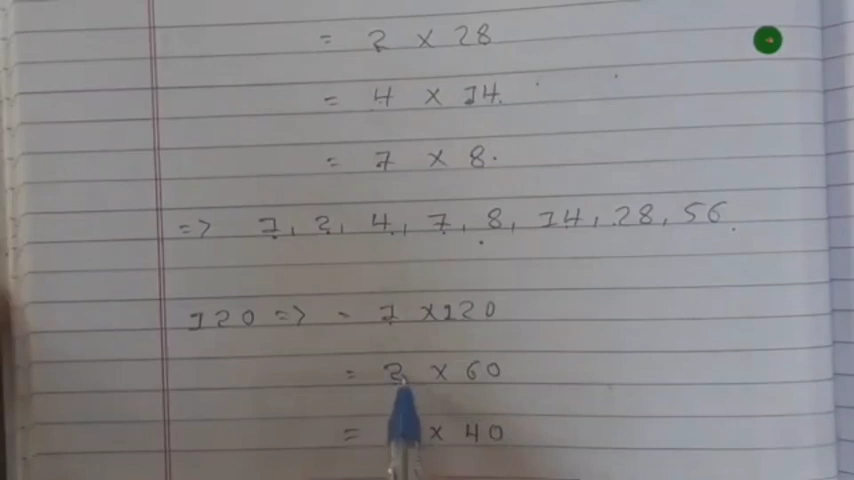 = 2 × 28
= 4 × 14.
= 7 × 8.
=> 1, 2, 4, 7, 8, 14, 28, 56.
120 => = 1 × 120
= 2 × 60
= × 40